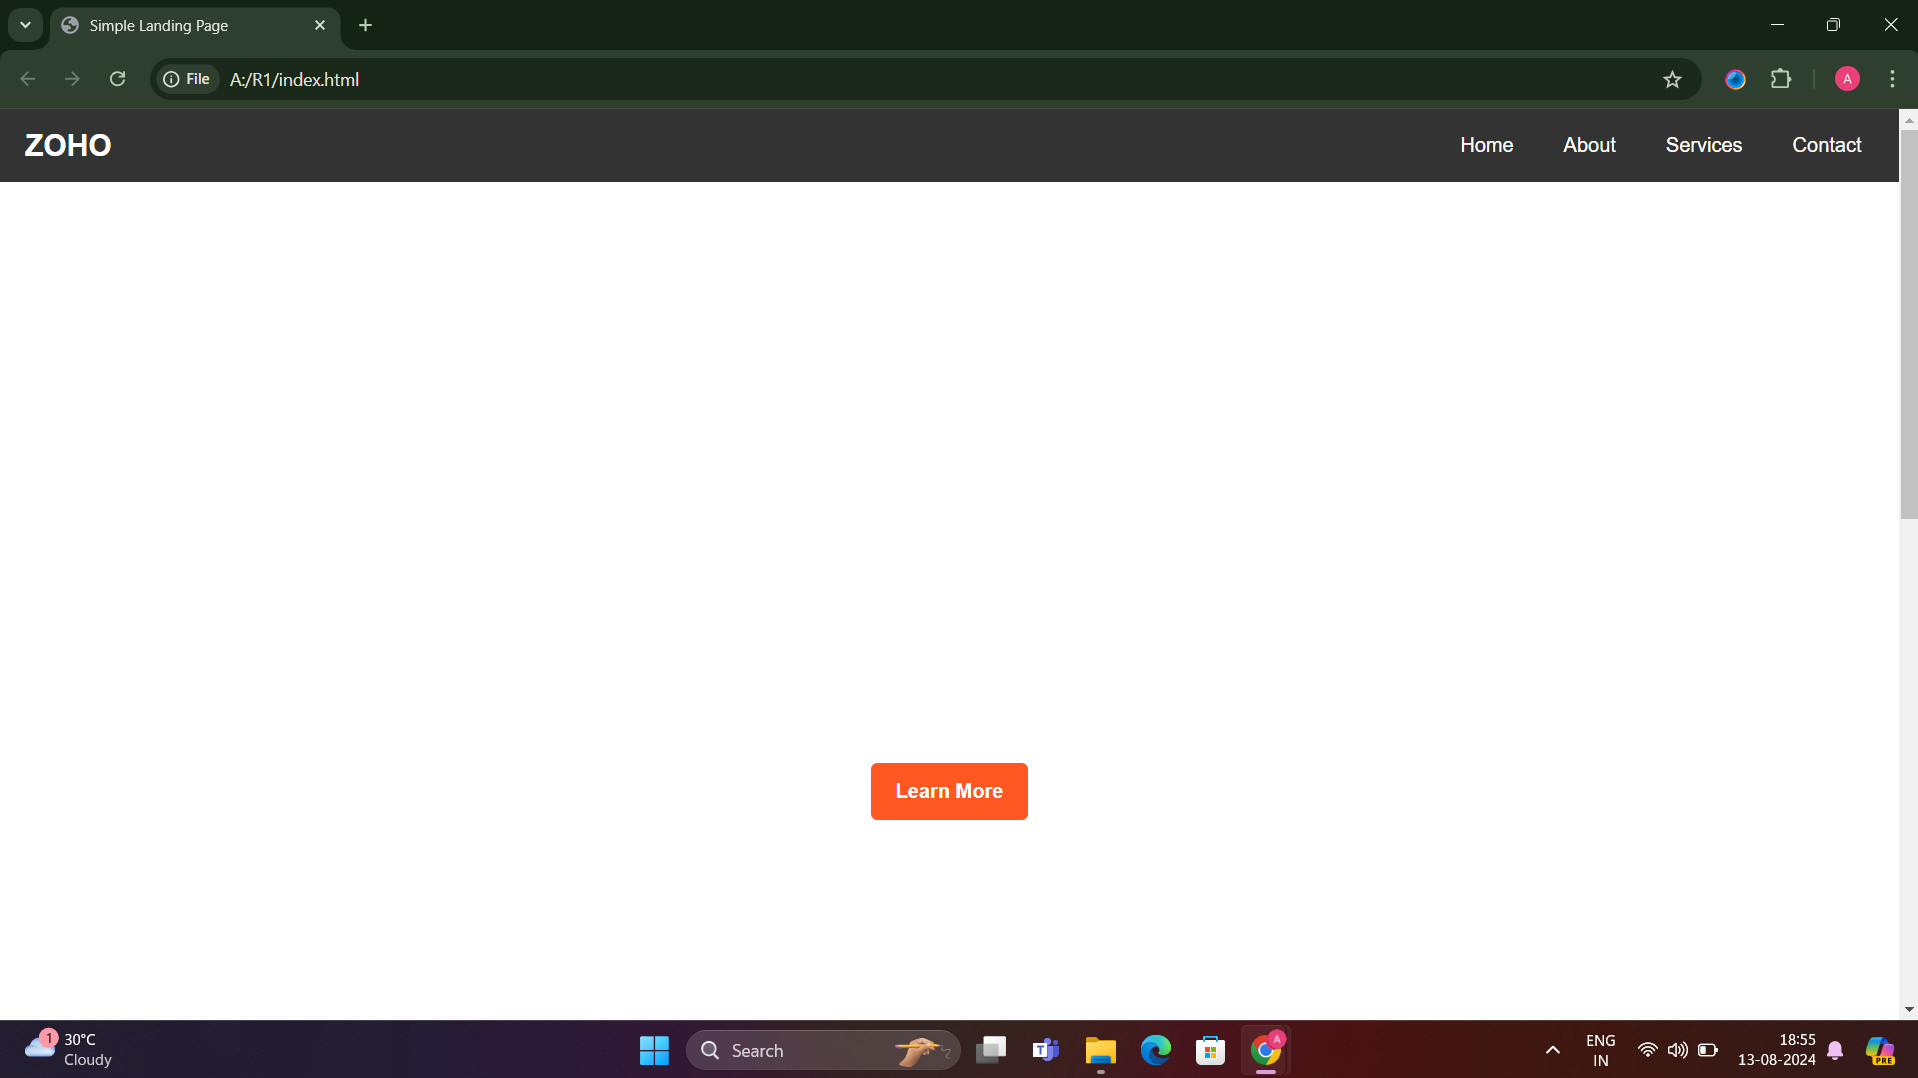 Simple Landing Page
File A:/R1/index.html
A
ZOHO Home About Services Contact
Learn More
1
30°C
Cloudy
Search
T
A
ENG
IN
18:55
13-08-2024
PRE